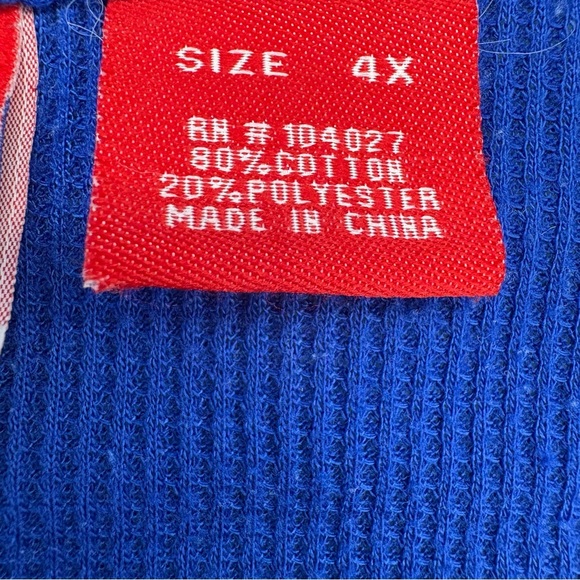 SIZE 4X
RN # 104027
80% COTTON
20% POLYESTER
MADE IN CHINA